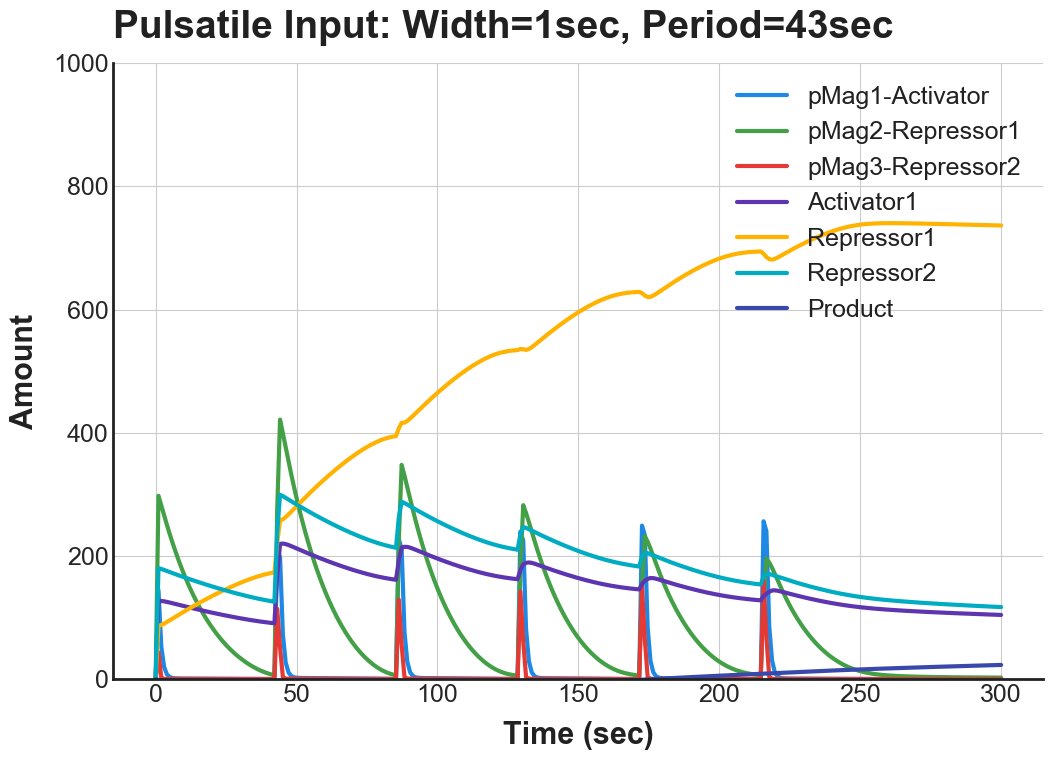 Pulsatile Input: Width=1sec, Period=43sec
1000
800
600
400
200
0
Amount
pMag1-Activator
pMag2-Repressor1
pMag3-Repressor2
Activator1
Repressor1
Repressor2
Product
0 50 100 150 200 250 300
Time (sec)